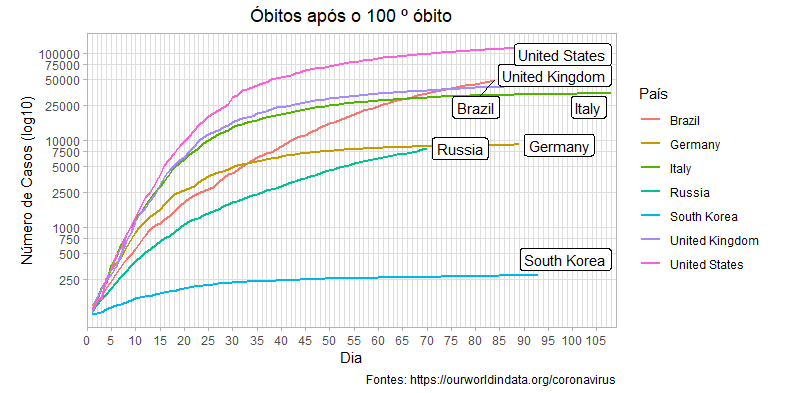 Óbitos após o 100 º óbito
Número de Casos (log10)
100000
75000
50000
25000
10000
7500
5000
2500
1000
750
500
250
United States
United Kingdom
Brazil
Italy
Russia
Germany
South Korea
0 5 10 15 20 25 30 35 40 45 50 55 60 65 70 75 80 85 90 95 100 105
Dia
País
Brazil
Germany
Italy
Russia
South Korea
United Kingdom
United States
Fontes: https://ourworldindata.org/coronavirus